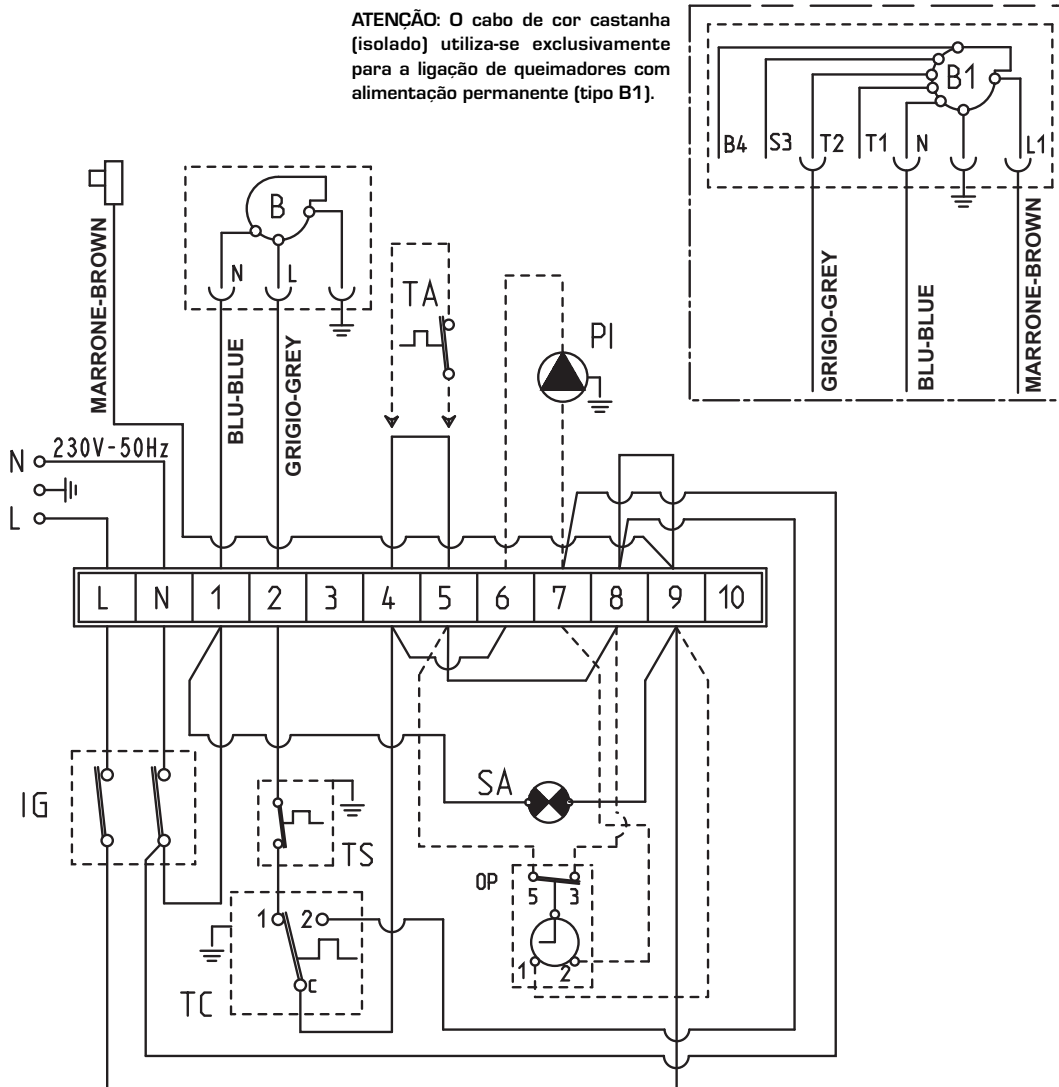 ATENÇÃO: O cabo de cor castanha
(isolado) utiliza-se exclusivamente
para a ligação de queimadores com
alimentação permanente (tipo B1).
B1
B4 S3 T2 T1 N L1
GRIGIO-GREY
BLU-BLUE
MARRONE-BROWN
MARRONE-BROWN
B
N L
BLU-BLUE
GRIGIO-GREY
TA
PI
N 230V-50Hz
L
L N 1 2 3 4 5 6 7 8 9 10
IG
SA
TS
OP
5 3
1 2
1 2
C
TC